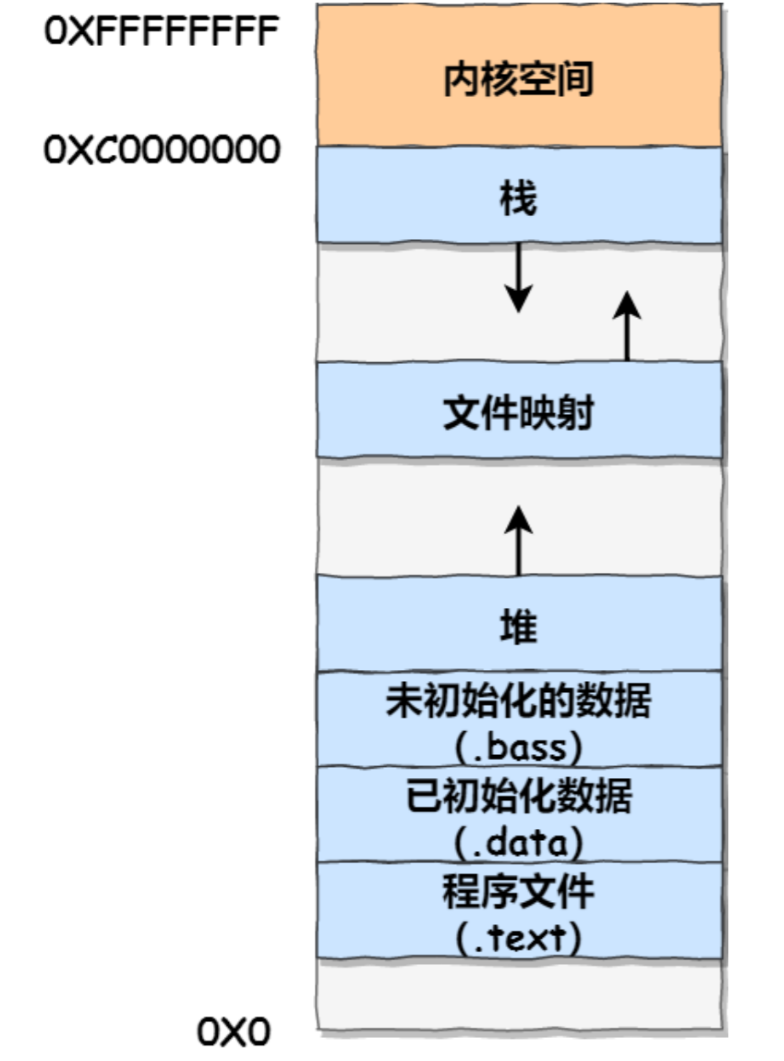 0XFFFFFFFF
内核空间
0XC0000000
栈
文件映射
堆
未初始化的数据
(.bass)
已初始化数据
(.data)
程序文件
(.text)
0X0